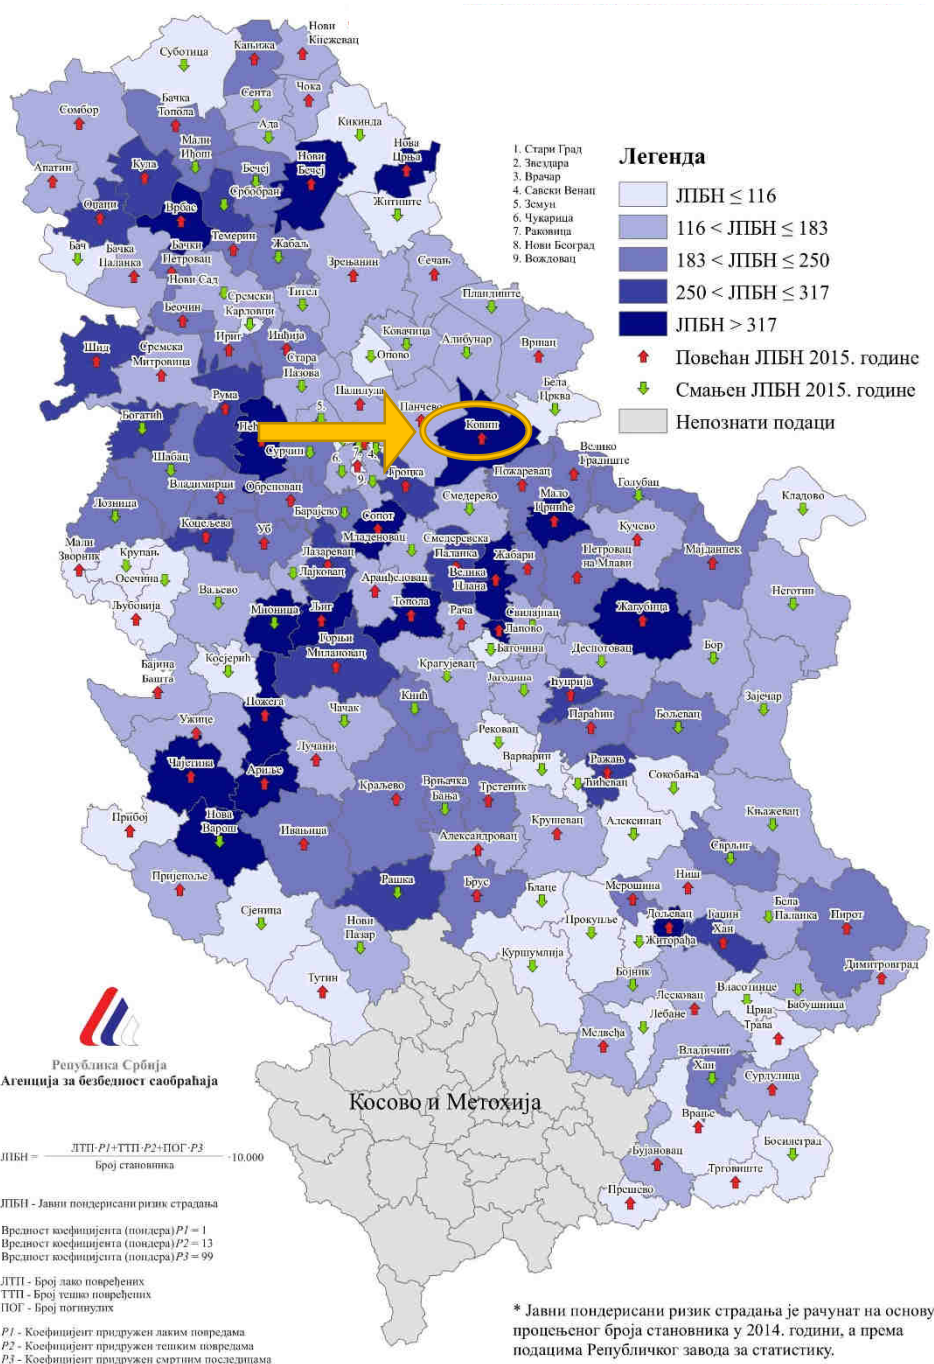 Нови
Кнежевац
Суботица
Кањижа
Сента
Чока
Сомбор
Бачка
Топола
Ада
Кикинда
Мали
Иђош
Нова
Црња
Апатин
Кула
Бечеј
Нови
Бечеј
Србобран
Житиште
Оџаци
Врбас
Темерин
Жабаљ
Бач
Бачка
Паланка
Бачки
Петровац
Зрењанин
Сечањ
Нови Сад
Тител
Пландиште
Беочин
Сремски
Карловци
Ковачица
Шид
Сремска
Митровица
Ириг
Инђија
Стара
Пазова
Опово
Алибунар
Вршац
Рума
Палилула
Панчево
Бела
Црква
Богатић
5.
Ковин
Шабац
Сурчин
6.
7.
4.
9.
Гроцка
Пожаревац
Велико
Градиште
Голубац
Владимирци
Обреновац
Смедерево
Мало
Црниће
Кладово
Лозница
Барајево
Сопот
Коцељева
Уб
Младеновац
Смедеревска
Паланка
Кучево
Мали
Зворник
Крупањ
Лазаревац
Жабари
Петровац
на Млави
Мајданпек
Осечина
Лајковац
Аранђеловац
Велика
Плана
Љубовија
Ваљево
Мионица
Љиг
Топола
Рача
Свилајнац
Жагубица
Неготин
Горњи
Милановац
Лапово
Баточина
Деспотовац
Бор
Бајина
Башта
Косјерић
Крагујевац
Јагодина
Ћуприја
Пожега
Чачак
Кнић
Параћин
Бољевац
Зајечар
Ужице
Лучани
Рековац
Варварин
Чајетина
Ариље
Ражањ
Сокобања
Краљево
Врњачка
Бања
Трстеник
Ћићевац
Прибој
Нова
Варош
Ивањица
Александровац
Крушевац
Алексинац
Књажевац
Сврљиг
Пријепоље
Рашка
Брус
Блаце
Мерошина
Ниш
Бела
Паланка
Пирот
Сјеница
Нови
Пазар
Прокупље
Дољевац
Гаџин
Хан
Житорађа
Куршумлија
Димитровград
Тутин
Бојник
Лесковац
Власотинце
Бабушница
Лебане
Црна
Трава
Медвеђа
Владичин
Хан
Сурдулица
Врање
Босилеград
Бујановац
Трговиште
Прешево
Косово и Метохија
1. Стари Град
2. Звездара
3. Врачар
4. Савски Венац
5. Земун
6. Чукарица
7. Раковица
8. Нови Београд
9. Вождовац
Легенда
ЈПБН ≤ 116
116 < ЈПБН ≤ 183
183 < ЈПБН ≤ 250
250 < ЈПБН ≤ 317
ЈПБН > 317
Повећан ЈПБН 2015. године
Смањен ЈПБН 2015. године
Непознати подаци
Република Србија
Агенција за безбедност саобраћаја
ЈПБН = ЛТП·P1+ТТП·P2+ПОГ·P3 / Број становника ·10.000
ЈПБН - Јавни пондерисани ризик страдања
Вредност коефицијента (пондера) P1 = 1
Вредност коефицијента (пондера) P2 = 13
Вредност коефицијента (пондера) P3 = 99
ЛТП - Број лако повређених
ТТП - Број тешко повређених
ПОГ - Број погинулих
P1 - Коефицијент придружен лаким повредама
P2 - Коефицијент придружен тешким повредама
P3 - Коефицијент придружен смртним последицама
* Јавни пондерисани ризик страдања је рачунат на основу
процењеног броја становника у 2014. години, а према
подацима Републичког завода за статистику.